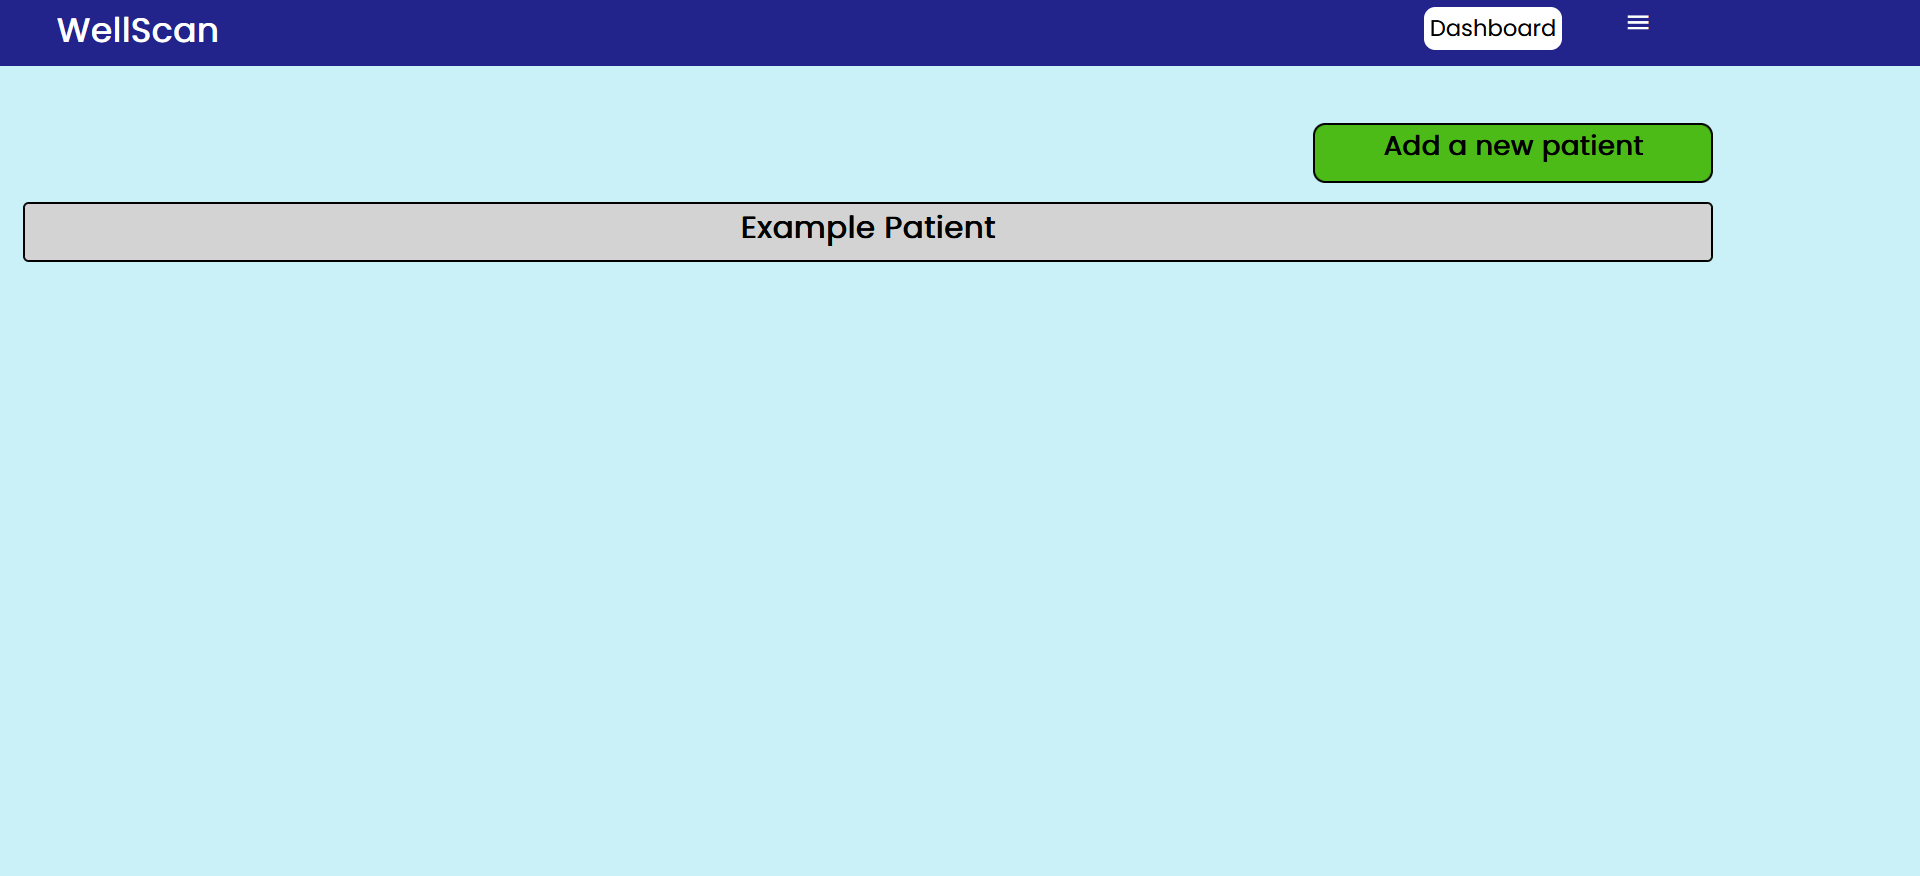 WellScan
Dashboard
Add a new patient
Example Patient